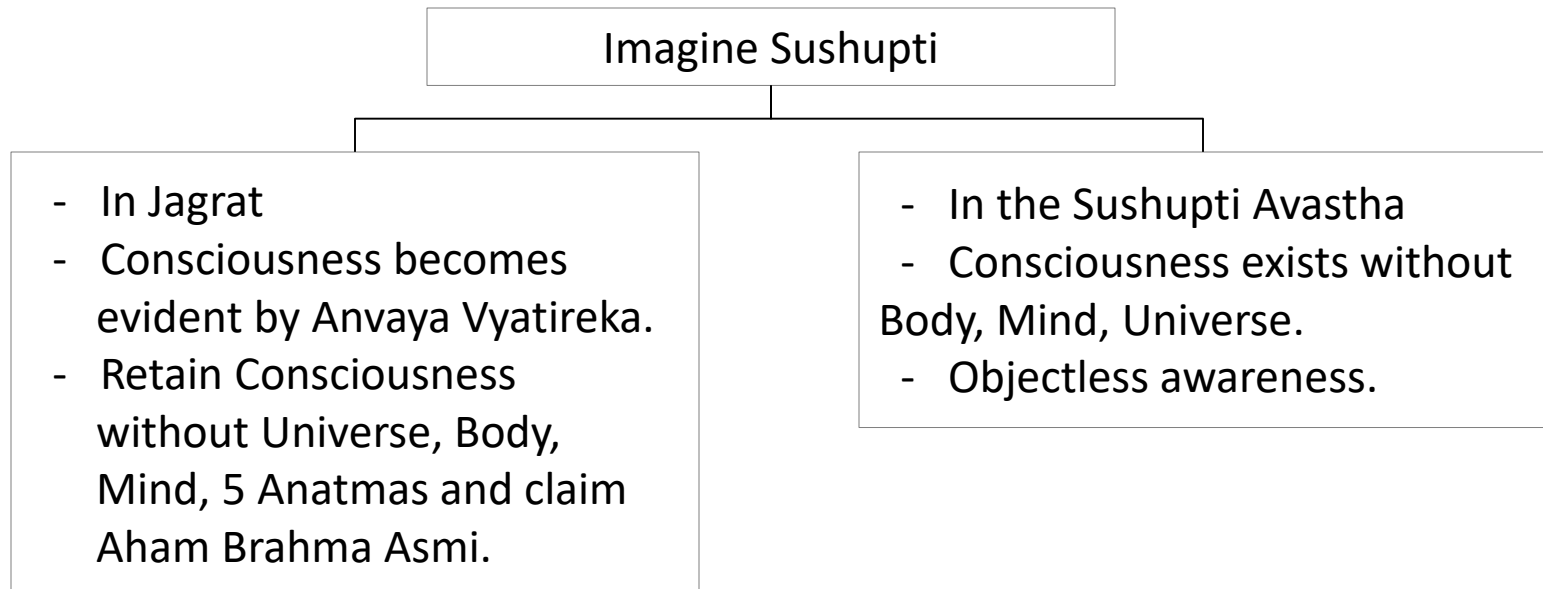 Imagine Sushupti
- In Jagrat
- Consciousness becomes
evident by Anvaya Vyatireka.
- Retain Consciousness
without Universe, Body,
Mind, 5 Anatmas and claim
Aham Brahma Asmi.
- In the Sushupti Avastha
- Consciousness exists without
Body, Mind, Universe.
- Objectless awareness.